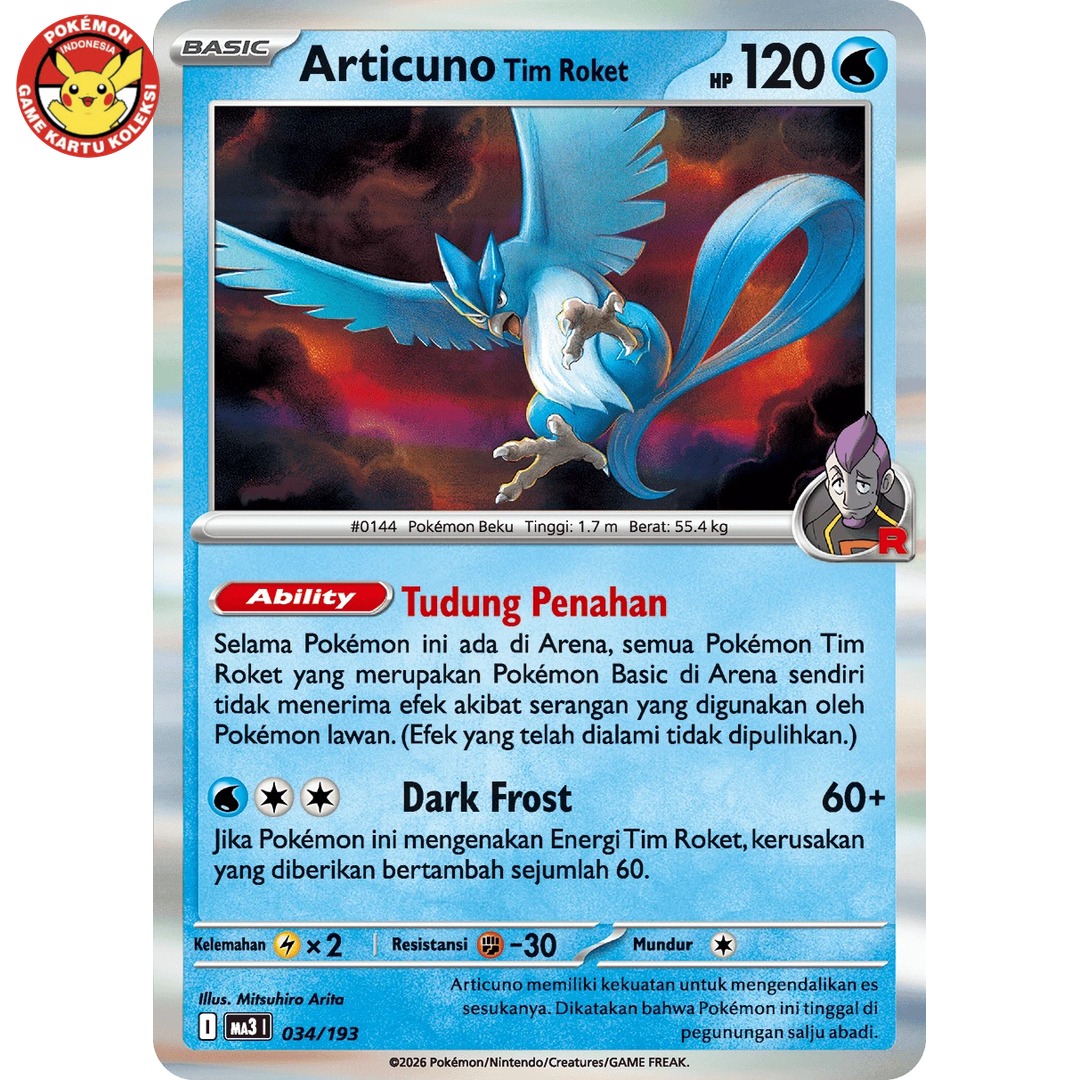 POKÉMON
INDONESIA
GAME KARTU KOLEKSI
BASIC
Articuno Tim Roket
HP 120
#0144 Pokémon Beku Tinggi: 1.7 m Berat: 55.4 kg
R
Ability Tudung Penahan
Selama Pokémon ini ada di Arena, semua Pokémon Tim
Roket yang merupakan Pokémon Basic di Arena sendiri
tidak menerima efek akibat serangan yang digunakan oleh
Pokémon lawan. (Efek yang telah dialami tidak dipulihkan.)
Dark Frost 60+
Jika Pokémon ini mengenakan Energi Tim Roket, kerusakan
yang diberikan bertambah sejumlah 60.
Kelemahan ×2 Resistansi -30 Mundur
Articuno memiliki kekuatan untuk mengendalikan es
sesukanya. Dikatakan bahwa Pokémon ini tinggal di
pegunungan salju abadi.
Illus. Mitsuhiro Arita
I MA3 I 034/193
©2026 Pokémon/Nintendo/Creatures/GAME FREAK.